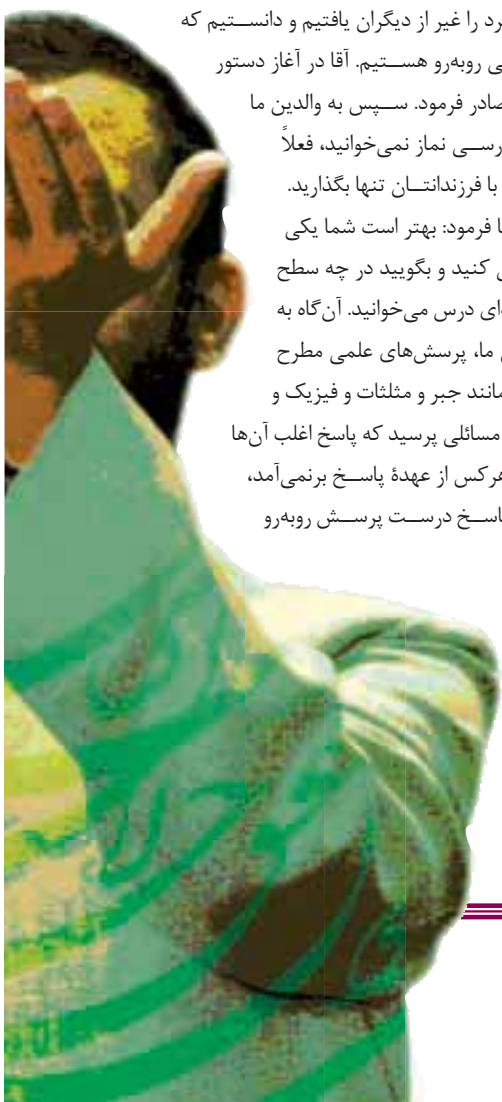 رد را غیر از دیگران یافتیم و دانستیم که
ی روبه‌رو هستیم. آقا در آغاز دستور
صادر فرمود. سپس به والدین ما
رسی نماز نمی‌خوانید، فعلاً
با فرزندانتان تنها بگذارید.
ا فرمود: بهتر است شما یکی
ی کنید و بگویید در چه سطح
ه‌ای درس می‌خوانید. آن‌گاه به
ی ما، پرسش‌های علمی مطرح
مانند جبر و مثلثات و فیزیک و
مسائلی پرسید که پاسخ اغلب آن‌ها
هرکس از عهدهٔ پاسخ برنمی‌آمد،
پاسخ درست پرسش روبه‌رو